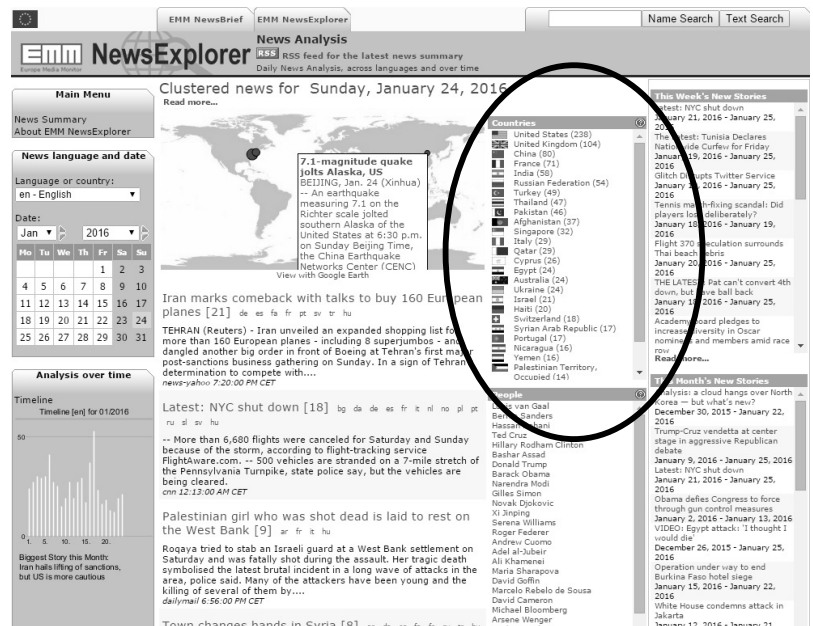 EMM NewsBrief
EMM NewsExplorer
Name Search
Text Search
EMM
Europe Media Monitor
NewsExplorer
News Analysis
RSS RSS feed for the latest news summary
Daily News Analysis, across languages and over time
Main Menu
News Summary
About EMM NewsExplorer
News language and date
Language or country:
en - English
Date:
Jan 2016
Mo Tu We Th Fr Sa Su
1 2 3
4 5 6 7 8 9 10
11 12 13 14 15 16 17
18 19 20 21 22 23 24
25 26 27 28 29 30 31
Analysis over time
Timeline
Timeline [en] for 01/2016
50
0
1. 5. 10. 15. 20.
Biggest Story this Month:
Iran hails lifting of sanctions,
but US is more cautious
Clustered news for Sunday, January 24, 2016
Read more...
7.1-magnitude quake
jolts Alaska, US
BEIJING, Jan. 24 (Xinhua)
-- An earthquake
measuring 7.1 on the
Richter scale jolted
southern Alaska of the
United States at 6:30 p.m.
on Sunday Beijing Time,
the China Earthquake
Networks Center (CENC)
View with Google Earth
Iran marks comeback with talks to buy 160 European
planes [21] de es fa fr pt sv tr hu
TEHRAN (Reuters) - Iran unveiled an expanded shopping list for
more than 160 European planes - including 8 superjumbos - and
dangled another big order in front of Boeing at Tehran's first major
post-sanctions business gathering on Sunday. In a sign of Tehran's
determination to compete with....
news-yahoo 7:20:00 PM CET
Latest: NYC shut down [18] bg da de es fr it nl no pl pt
ru sl sv hu
-- More than 6,680 flights were canceled for Saturday and Sunday
because of the storm, according to flight-tracking service
FlightAware.com. -- 500 vehicles are stranded on a 7-mile stretch of
the Pennsylvania Turnpike, state police say, but the vehicles are
being cleared.
cnn 12:13:00 AM CET
Palestinian girl who was shot dead is laid to rest on
the West Bank [9] ar fr it hu
Roqaya tried to stab an Israeli guard at a West Bank settlement on
Saturday and was fatally shot during the assault. Her tragic death
symbolised the latest brutal incident in a long wave of attacks in the
area, police said. Many of the attackers have been young and the
killing of several of them by....
dailymail 6:56:00 PM CET
Town changes hands in Syria [8]
Countries
United States (238)
United Kingdom (104)
China (80)
France (71)
India (58)
Russian Federation (54)
Turkey (49)
Thailand (47)
Pakistan (46)
Afghanistan (37)
Singapore (32)
Italy (29)
Qatar (29)
Cyprus (26)
Egypt (24)
Australia (24)
Ukraine (24)
Israel (21)
Haiti (20)
Switzerland (18)
Syrian Arab Republic (17)
Portugal (17)
Nicaragua (16)
Yemen (16)
Palestinian Territory,
Occupied (14)
People
Louis van Gaal
Bernie Sanders
Hassan Rohani
Ted Cruz
Hillary Rodham Clinton
Bashar Assad
Donald Trump
Barack Obama
Narendra Modi
Gilles Simon
Novak Djokovic
Xi Jinping
Serena Williams
Roger Federer
Andrew Cuomo
Adel al-Jubeir
Ali Khamenei
Maria Sharapova
David Goffin
Marcelo Rebelo de Sousa
David Cameron
Michael Bloomberg
Arsene Wenger
This Week's New Stories
Latest: NYC shut down
January 21, 2016 - January 25,
2016
The latest: Tunisia Declares
Nationwide Curfew for Friday
January 19, 2016 - January 25,
2016
Glitch Disrupts Twitter Service
January 2016 - January 25,
2016
Tennis match-fixing scandal: Did
players lose deliberately?
January 18, 2016 - January 19,
2016
Flight 370 speculation surrounds
Thai beach debris
January 20, 2016 - January 25,
2016
THE LATEST: Pat can't convert 4th
down, but gave ball back
January 18, 2016 - January 25,
2016
Academy board pledges to
increase diversity in Oscar
nominees and members amid race
row
Read more...
This Month's New Stories
Analysis: a cloud hangs over North
Korea — but what's new?
December 30, 2015 - January 22,
2016
Trump-Cruz vendetta at center
stage in aggressive Republican
debate
January 9, 2016 - January 25, 2016
Latest: NYC shut down
January 21, 2016 - January 25,
2016
Obama defies Congress to force
through gun control measures
January 2, 2016 - January 13, 2016
VIDEO: Egypt attack: 'I thought I
would die'
December 26, 2015 - January 25,
2016
Operation under way to end
Burkina Faso hotel siege
January 15, 2016 - January 22,
2016
White House condemns attack in
Jakarta
January 12, 2016 - January 21,